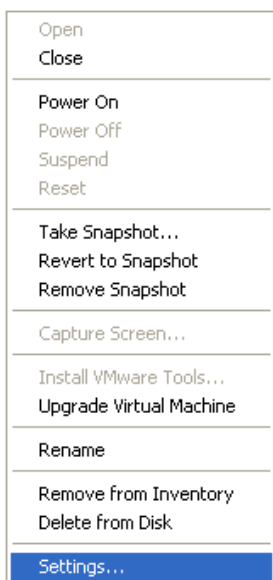 Open
Close
Power On
Power Off
Suspend
Reset
Take Snapshot...
Revert to Snapshot
Remove Snapshot
Capture Screen...
Install VMware Tools...
Upgrade Virtual Machine
Rename
Remove from Inventory
Delete from Disk
Settings...